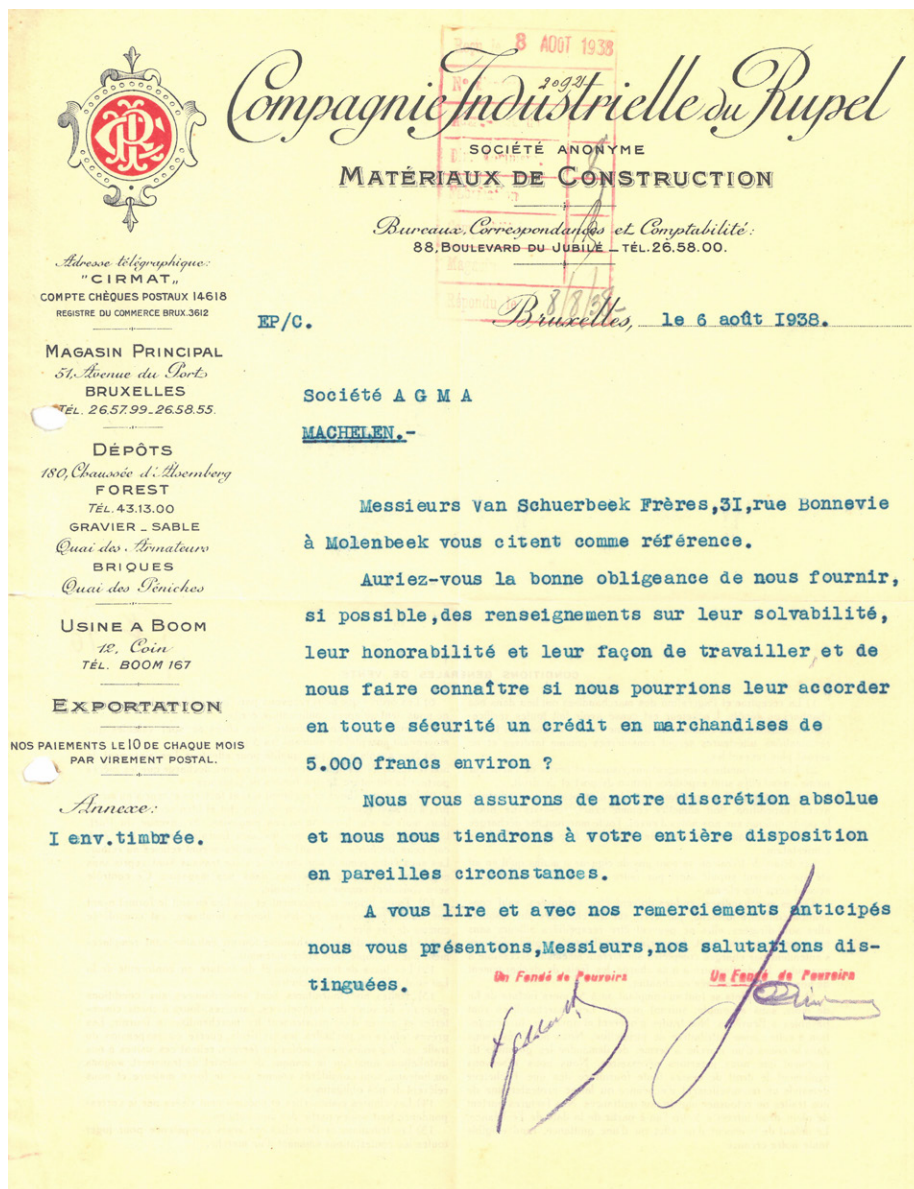 8 AOÛT 1938
2092
Compagnie Industrielle du Rupel
SOCIÉTÉ ANONYME
MATÉRIAUX DE CONSTRUCTION
Bureaux, Correspondances et Comptabilité:
88, BOULEVARD DU JUBILÉ – TÉL. 26.58.00.
Répondu le 8/8/38
Bruxelles, le 6 août 1938.
EP/C.
CRI
Adresse télégraphique:
"CIRMAT„
COMPTE CHÈQUES POSTAUX 14618
REGISTRE DU COMMERCE BRUX. 3612
MAGASIN PRINCIPAL
51, Avenue du Port
BRUXELLES
TÉL. 26.57.99 – 26.58.55.
DÉPÔTS
180, Chaussée d'Alsemberg
FOREST
TÉL. 43.13.00
GRAVIER – SABLE
Quai des Armateurs
BRIQUES
Quai des Péniches
USINE A BOOM
12, Coin
TÉL. BOOM 167
EXPORTATION
NOS PAIEMENTS LE 10 DE CHAQUE MOIS
PAR VIREMENT POSTAL.
Annexe:
I env.timbrée.
Société A G M A
MACHELEN.-
Messieurs Van Schuerbeek Frères,3I,rue Bonnevie
à Molenbeek vous citent comme référence.
Auriez-vous la bonne obligeance de nous fournir,
si possible,des renseignements sur leur solvabilité,
leur honorabilité et leur façon de travailler et de
nous faire connaître si nous pourrions leur accorder
en toute sécurité un crédit en marchandises de
5.000 francs environ ?
Nous vous assurons de notre discrétion absolue
et nous nous tiendrons à votre entière disposition
en pareilles circonstances.
A vous lire et avec nos remerciements anticipés
nous vous présentons,Messieurs,nos salutations dis-
tinguées.
Un Fondé de Pouvoirs
Un Fondé de Pouvoirs